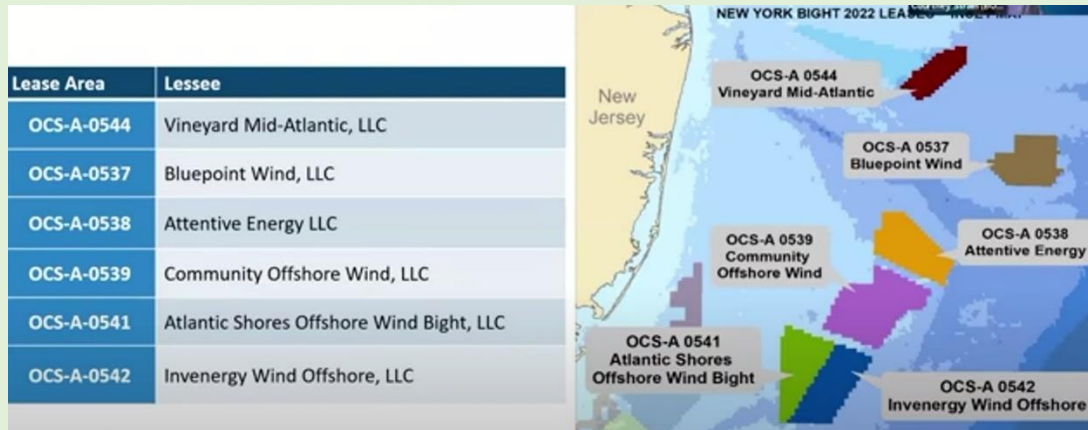 Lease Area Lessee
OCS-A-0544 Vineyard Mid-Atlantic, LLC
OCS-A-0537 Bluepoint Wind, LLC
OCS-A-0538 Attentive Energy LLC
OCS-A-0539 Community Offshore Wind, LLC
OCS-A-0541 Atlantic Shores Offshore Wind Bight, LLC
OCS-A-0542 Invenergy Wind Offshore, LLC
NEW YORK BIGHT 2022 LEASES
New
Jersey
OCS-A 0544
Vineyard Mid-Atlantic
OCS-A 0537
Bluepoint Wind
OCS-A 0538
Attentive Energy
OCS-A 0539
Community
Offshore Wind
OCS-A 0541
Atlantic Shores
Offshore Wind Bight
OCS-A 0542
Invenergy Wind Offshore